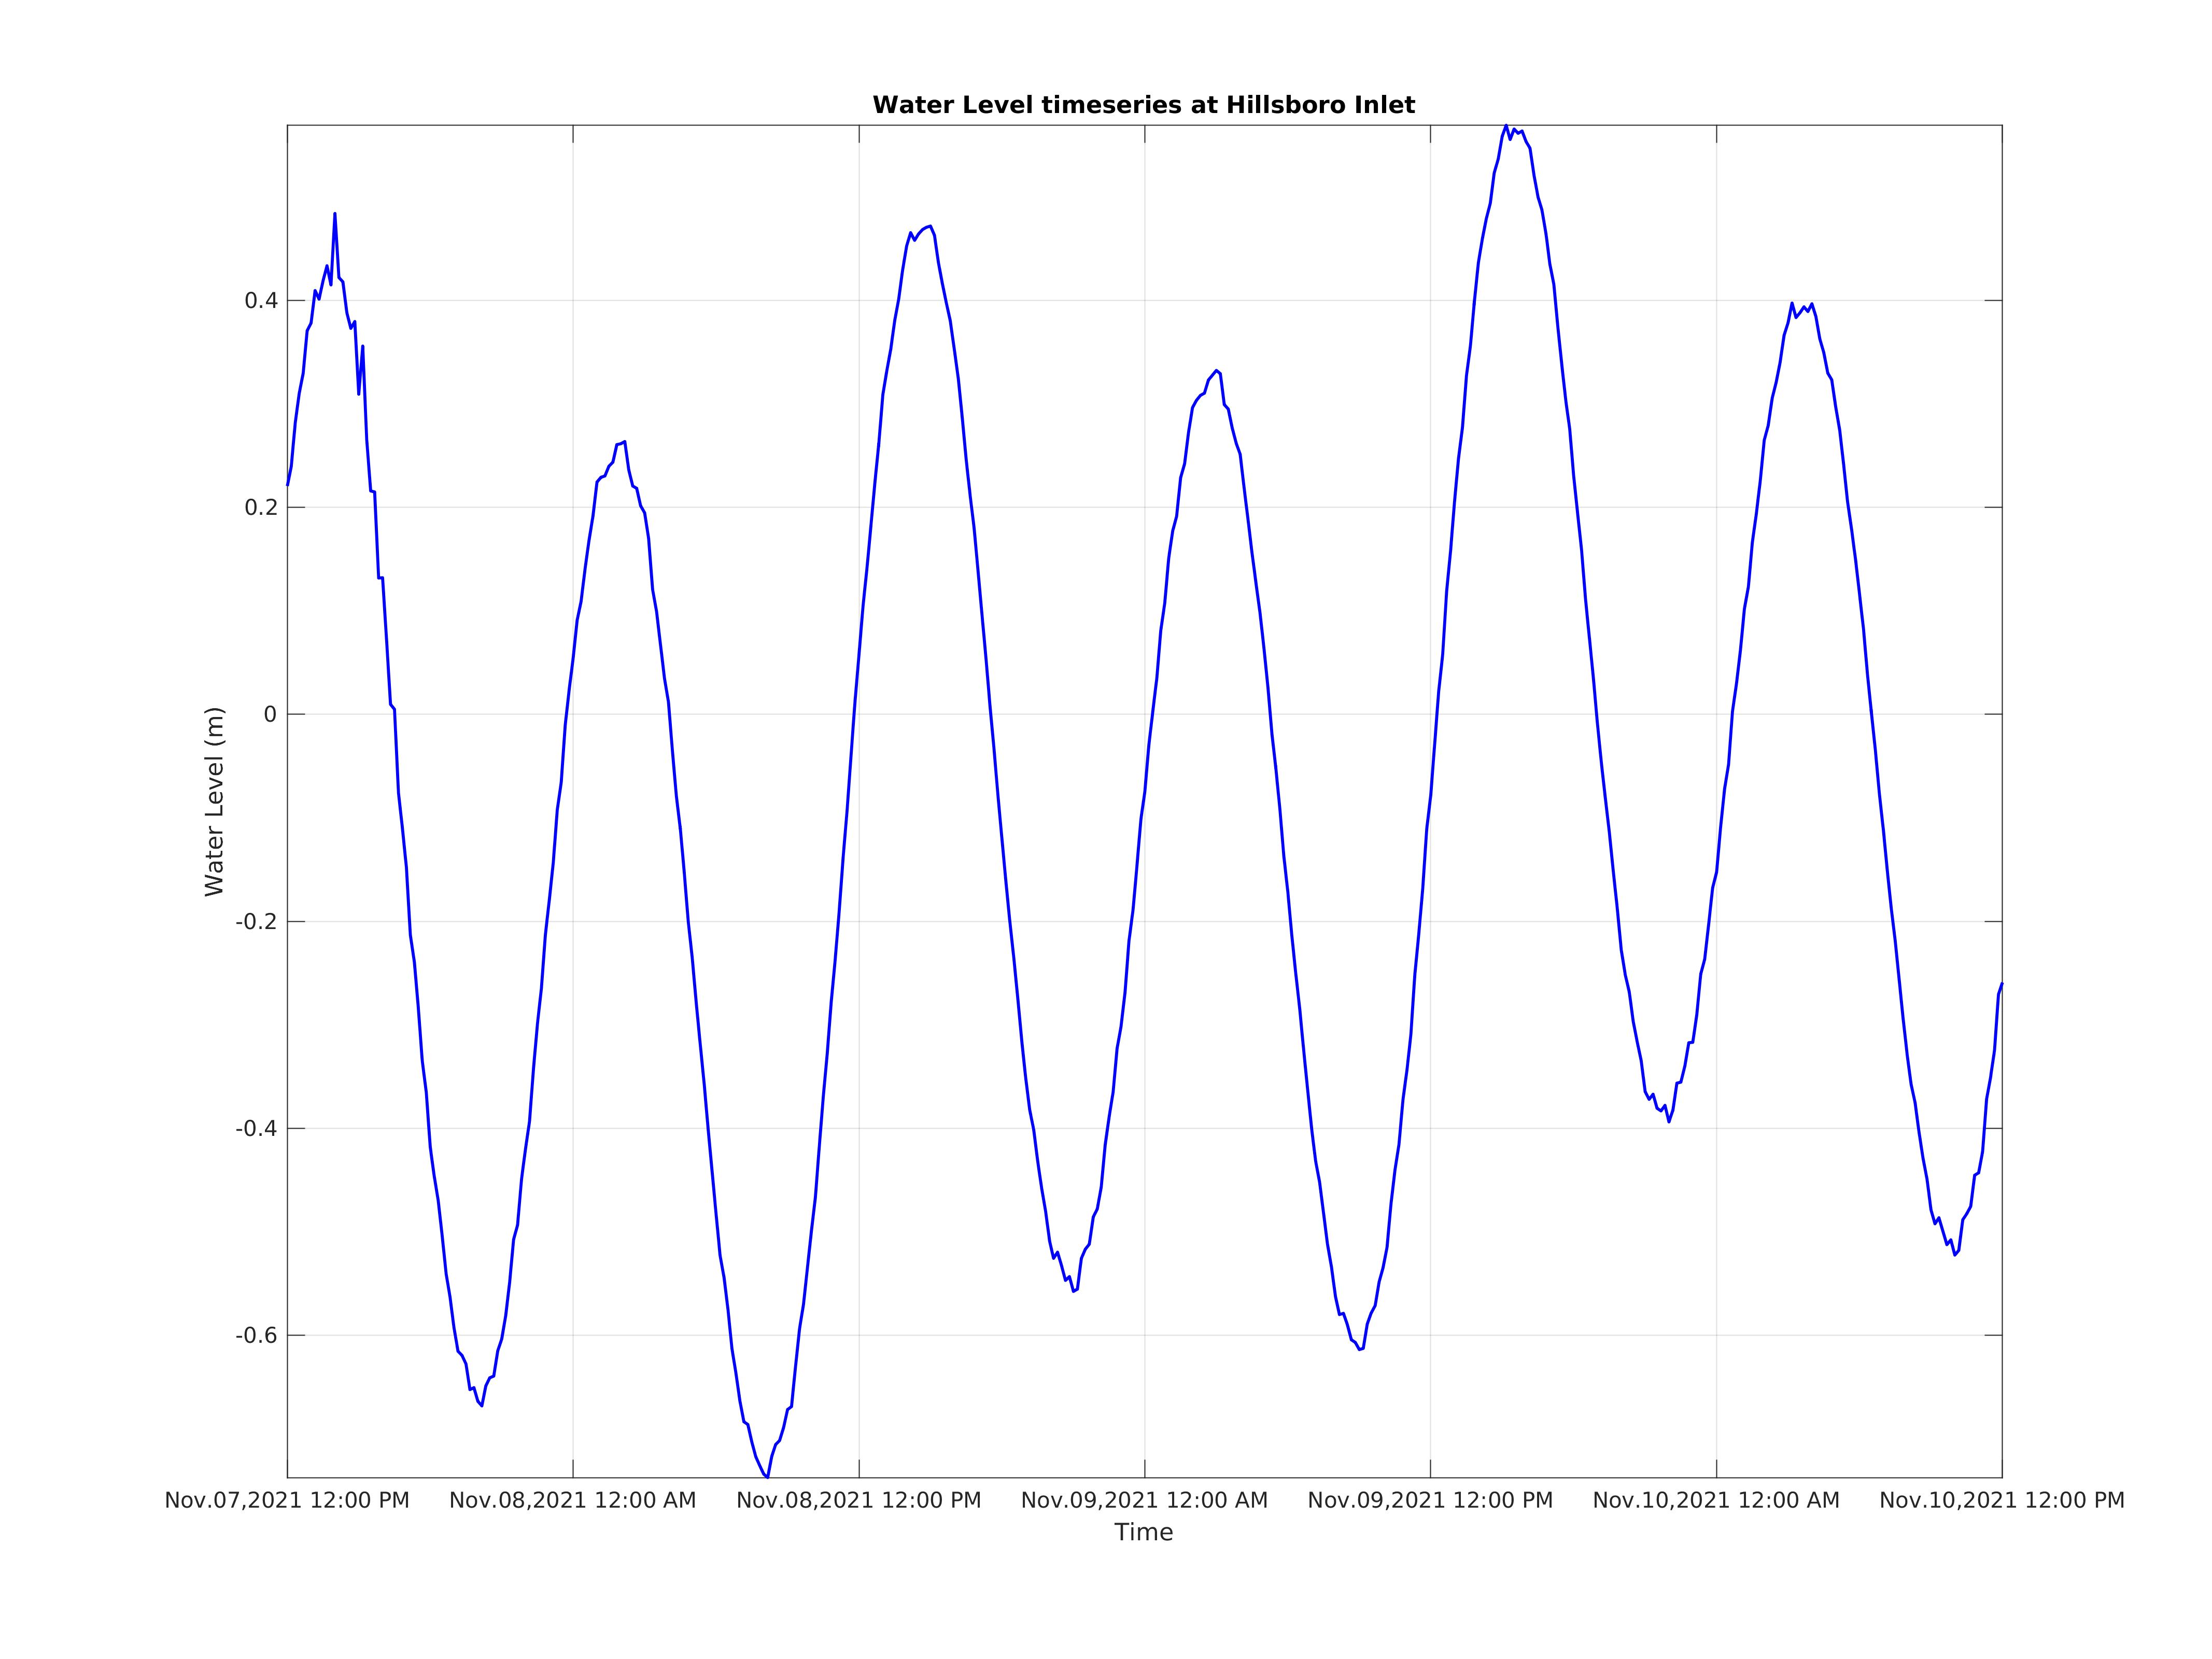 Water Level timeseries at Hillsboro Inlet
0.4
0.2
0
-0.2
-0.4
-0.6
Water Level (m)
Nov.07,2021 12:00 PM Nov.08,2021 12:00 AM Nov.08,2021 12:00 PM Nov.09,2021 12:00 AM Nov.09,2021 12:00 PM Nov.10,2021 12:00 AM Nov.10,2021 12:00 PM
Time